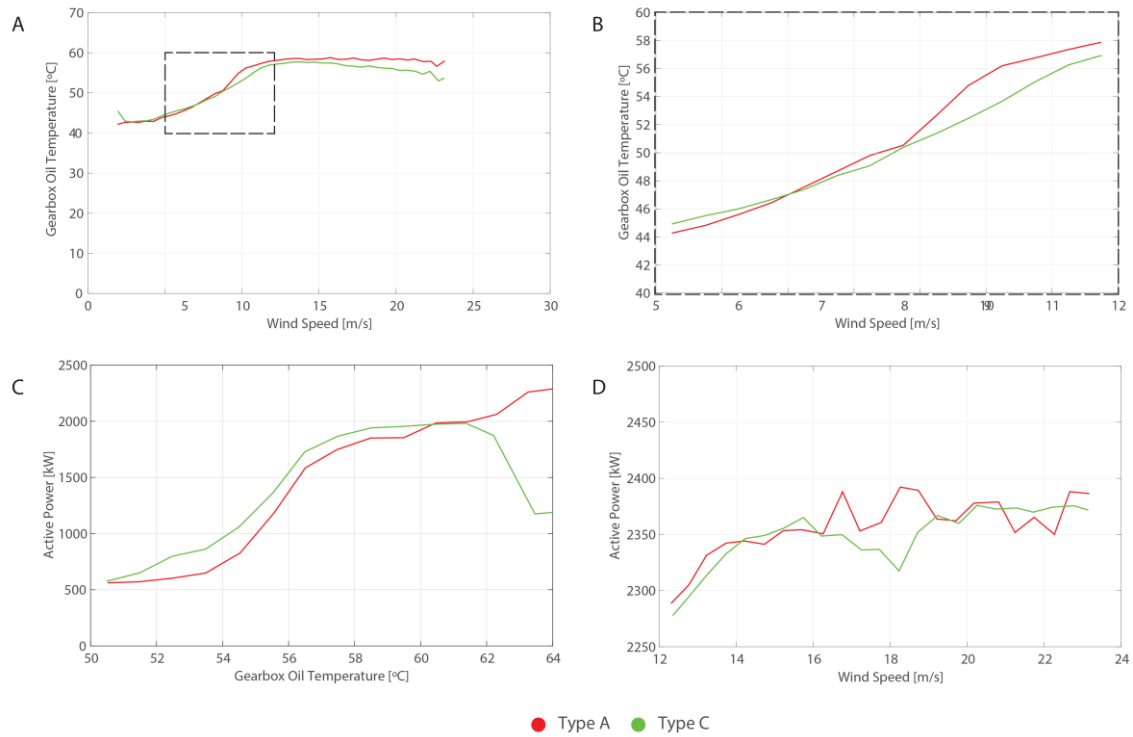 A
70
60
50
40
30
20
10
0
0 5 10 15 20 25 30
Gearbox Oil Temperature [ºC]
Wind Speed [m/s]
B
60
58
56
54
52
50
48
46
44
42
40
5 6 7 8 9 10 11 12
Gearbox Oil Temperature [ºC]
Wind Speed [m/s]
C
2500
2000
1500
1000
500
0
50 52 54 56 58 60 62 64
Active Power [kW]
Gearbox Oil Temperature [ºC]
D
2500
2450
2400
2350
2300
2250
12 14 16 18 20 22 24
Active Power [kW]
Wind Speed [m/s]
Type A Type C